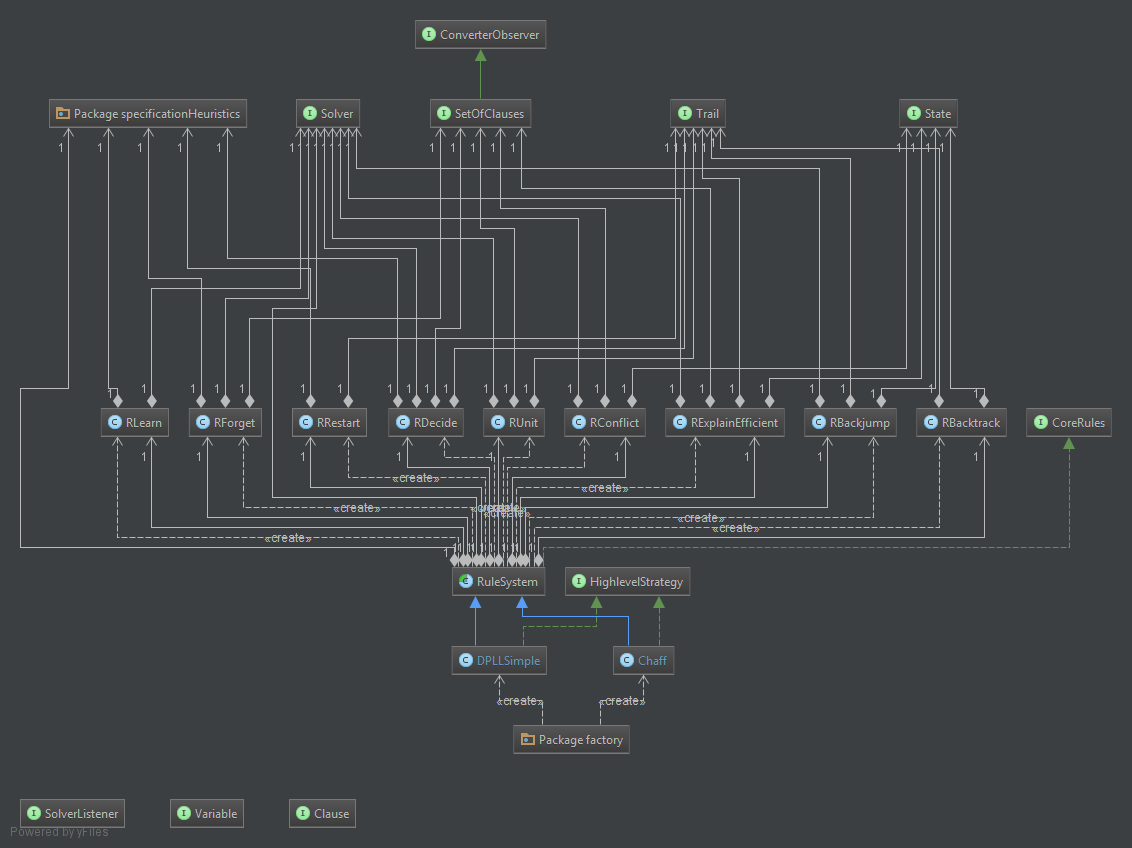 ConverterObserver
Package specificationHeuristics
Solver
SetOfClauses
Trail
State
1 1 1 1 1 1 1 1 1 1 1 1 1 1 1 1 1 1 1
1 1 1 1 1 1 1 1 1 1 1 1 1 1 1 1 1 1 1 1 1 1
RLearn
RForget
RRestart
RDecide
RUnit
RConflict
RExplainEfficient
RBackjump
RBacktrack
CoreRules
1 1 1 1 1 1 1 1 1
«create»
«create»
«create»
«create»
«create»
«create»
«create»
«create»
1
RuleSystem
HighlevelStrategy
DPLLSimple
Chaff
«create»
«create»
Package factory
SolverListener
Variable
Clause
Powered by yFiles